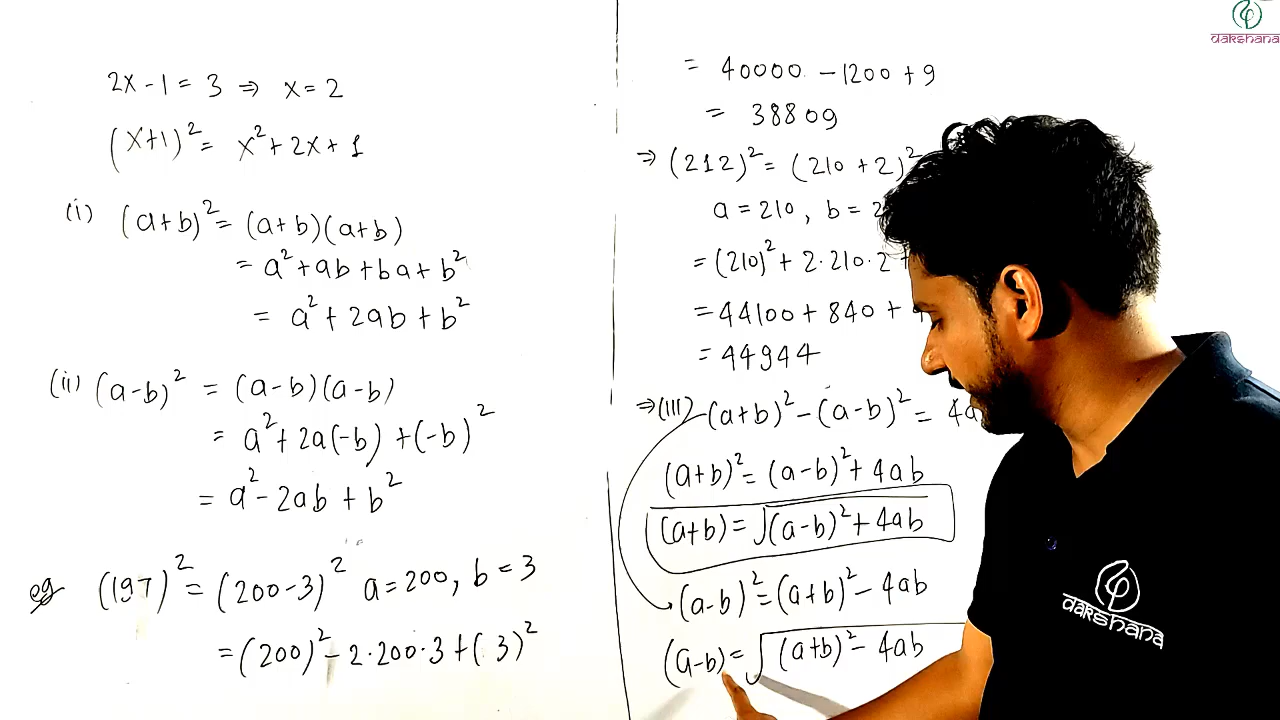 2x - 1 = 3 ⇒ x = 2
(x+1)² = x² + 2x + 1
(i) (a+b)² = (a+b)(a+b)
= a² + ab + ba + b²
= a² + 2ab + b²
(ii) (a-b)² = (a-b)(a-b)
= a² + 2a(-b) + (-b)²
= a² - 2ab + b²
eg (197)² = (200-3)² a = 200, b = 3
= (200)² - 2·200·3 + (3)²
= 40000 - 1200 + 9
= 38809
⇒ (212)² = (210 + 2)²
a = 210, b = 2
= (210)² + 2·210·2 +
= 44100 + 840 +
= 44944
⇒ (III) (a+b)² - (a-b)² = 4a
(a+b)² = (a-b)² + 4ab
(a+b) = √(a-b)² + 4ab
(a-b)² = (a+b)² - 4ab
(a-b) = √(a+b)² - 4ab
dakshana
dakshana